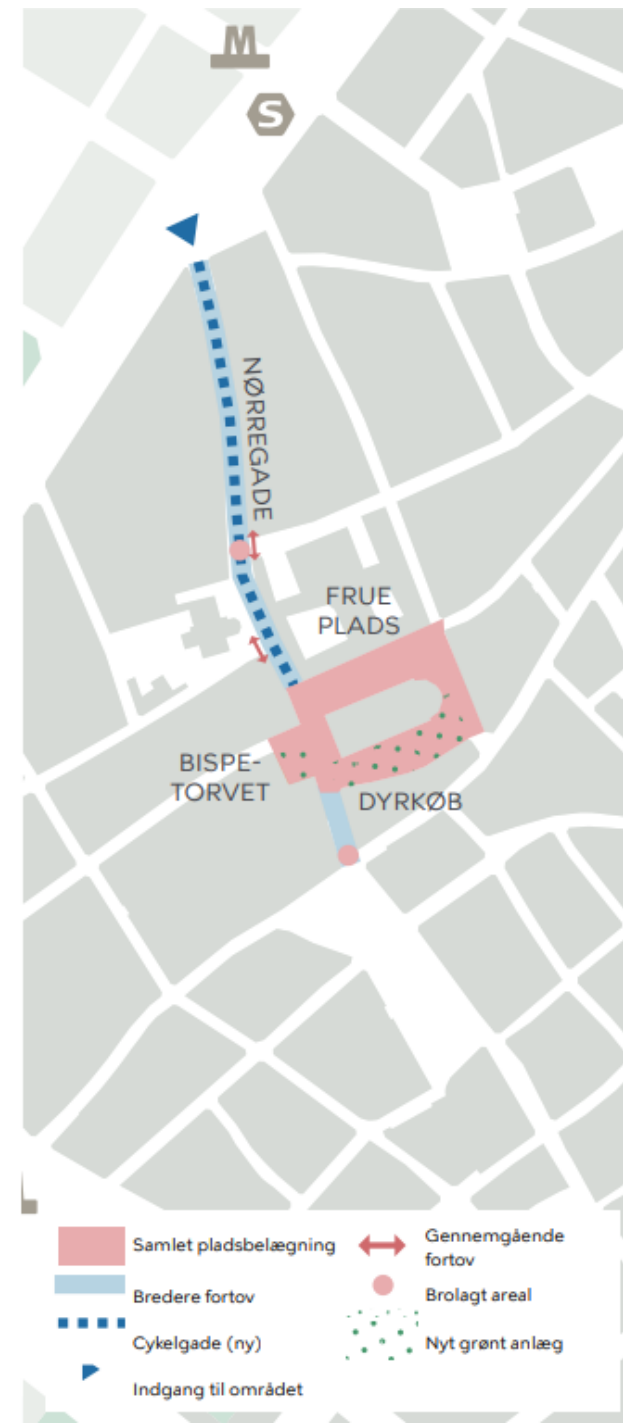 M
S
NØRREGADE
FRUE
PLADS
BISPE-
TORVET
DYRKØB
Samlet pladsbelægning
Bredere fortov
Cykelgade (ny)
Indgang til området
Gennemgående
fortov
Brolagt areal
Nyt grønt anlæg